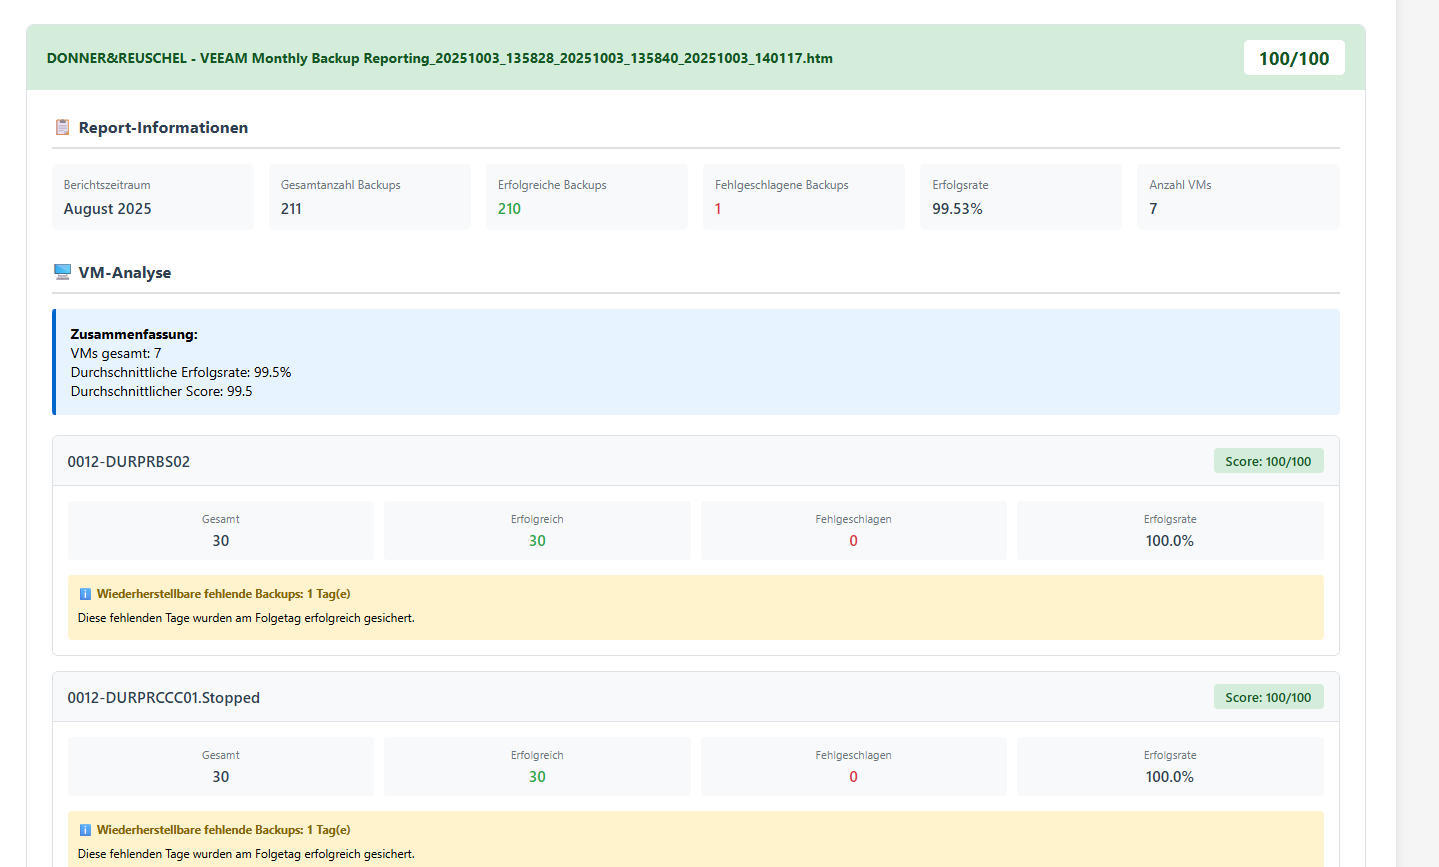 DONNER&REUSCHEL - VEEAM Monthly Backup Reporting_20251003_135828_20251003_135840_20251003_140117.htm
100/100
Report-Informationen
Berichtszeitraum
August 2025
Gesamtanzahl Backups
211
Erfolgreiche Backups
210
Fehlgeschlagene Backups
1
Erfolgsrate
99.53%
Anzahl VMs
7
VM-Analyse
Zusammenfassung:
VMs gesamt: 7
Durchschnittliche Erfolgsrate: 99.5%
Durchschnittlicher Score: 99.5
0012-DURPRBS02
Score: 100/100
Gesamt
30
Erfolgreich
30
Fehlgeschlagen
0
Erfolgsrate
100.0%
Wiederherstellbare fehlende Backups: 1 Tag(e)
Diese fehlenden Tage wurden am Folgetag erfolgreich gesichert.
0012-DURPRCCC01.Stopped
Score: 100/100
Gesamt
30
Erfolgreich
30
Fehlgeschlagen
0
Erfolgsrate
100.0%
Wiederherstellbare fehlende Backups: 1 Tag(e)
Diese fehlenden Tage wurden am Folgetag erfolgreich gesichert.